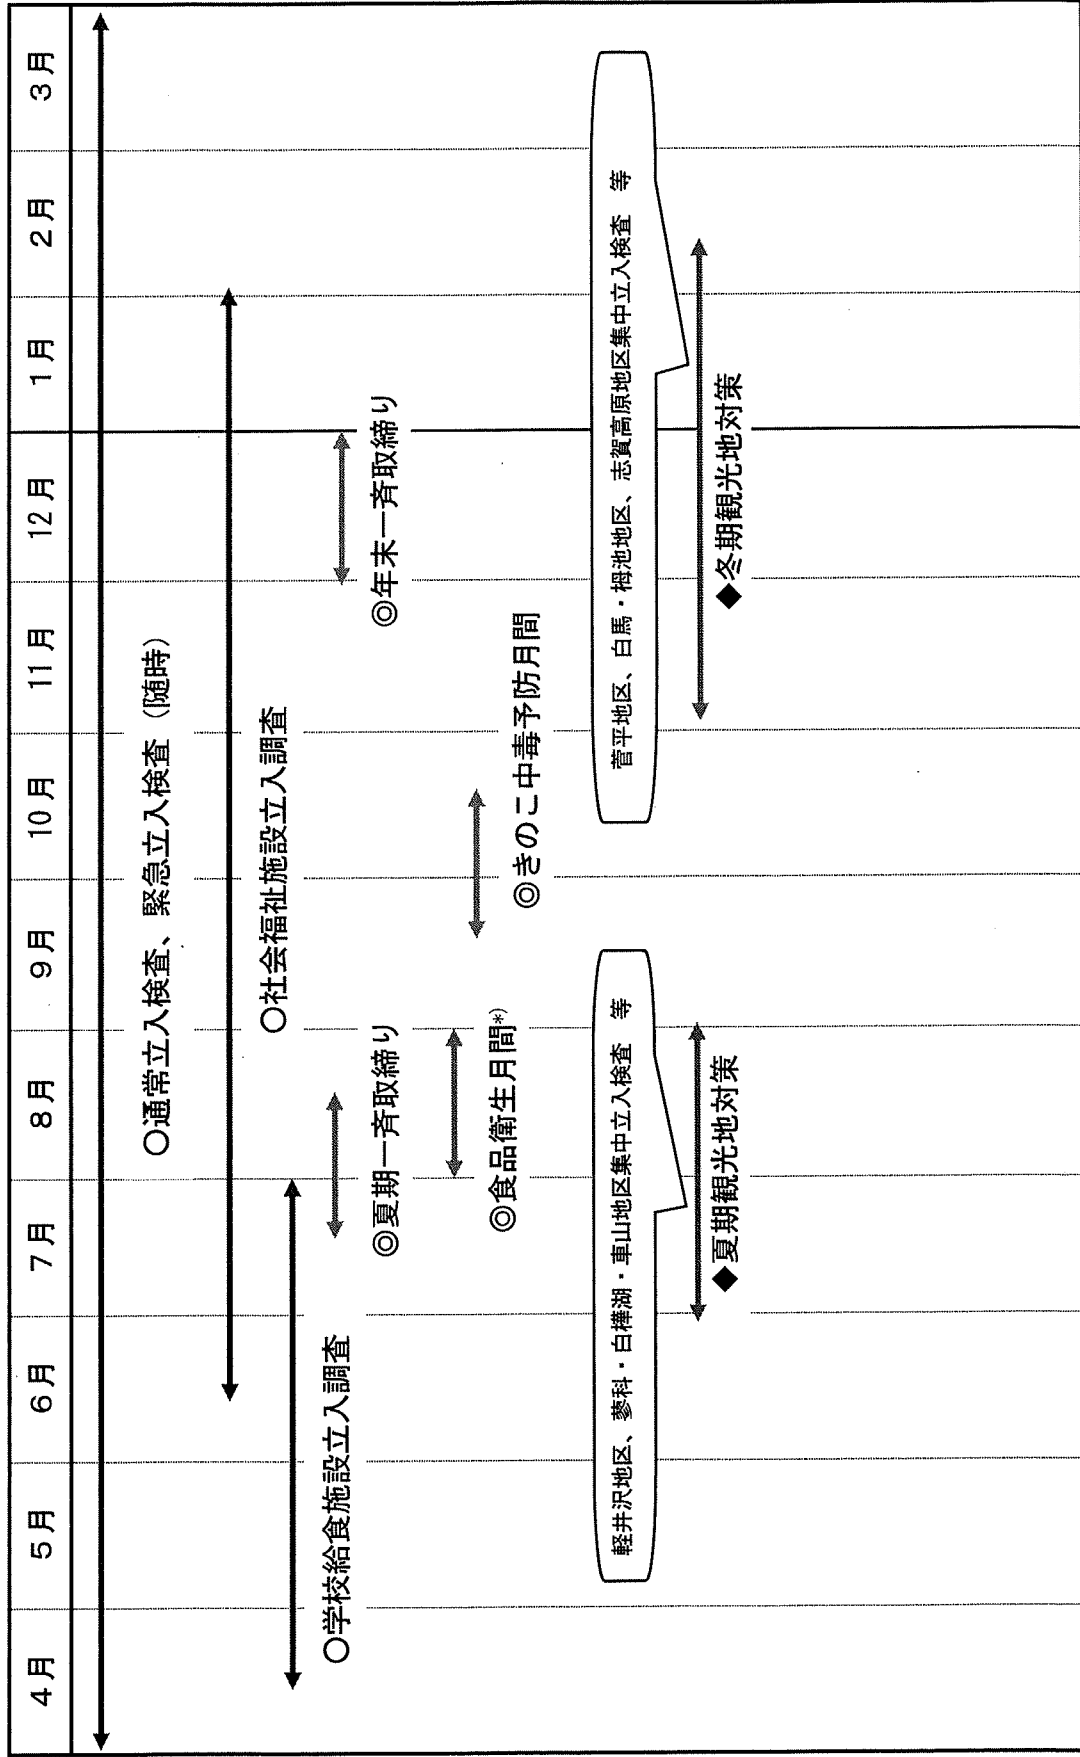 4月 5月 6月 7月 8月 9月 10月 11月 12月 1月 2月 3月
○通常立入検査、緊急立入検査（随時）
○社会福祉施設立入調査
○学校給食施設立入調査
◎夏期一斉取締り
◎年末一斉取締り
◎食品衛生月間*)
◎きのこ中毒予防月間
軽井沢地区、蓼科・白樺湖・車山地区集中立入検査　等
菅平地区、白馬・栂池地区、志賀高原地区集中立入検査　等
◆夏期観光地対策
◆冬期観光地対策